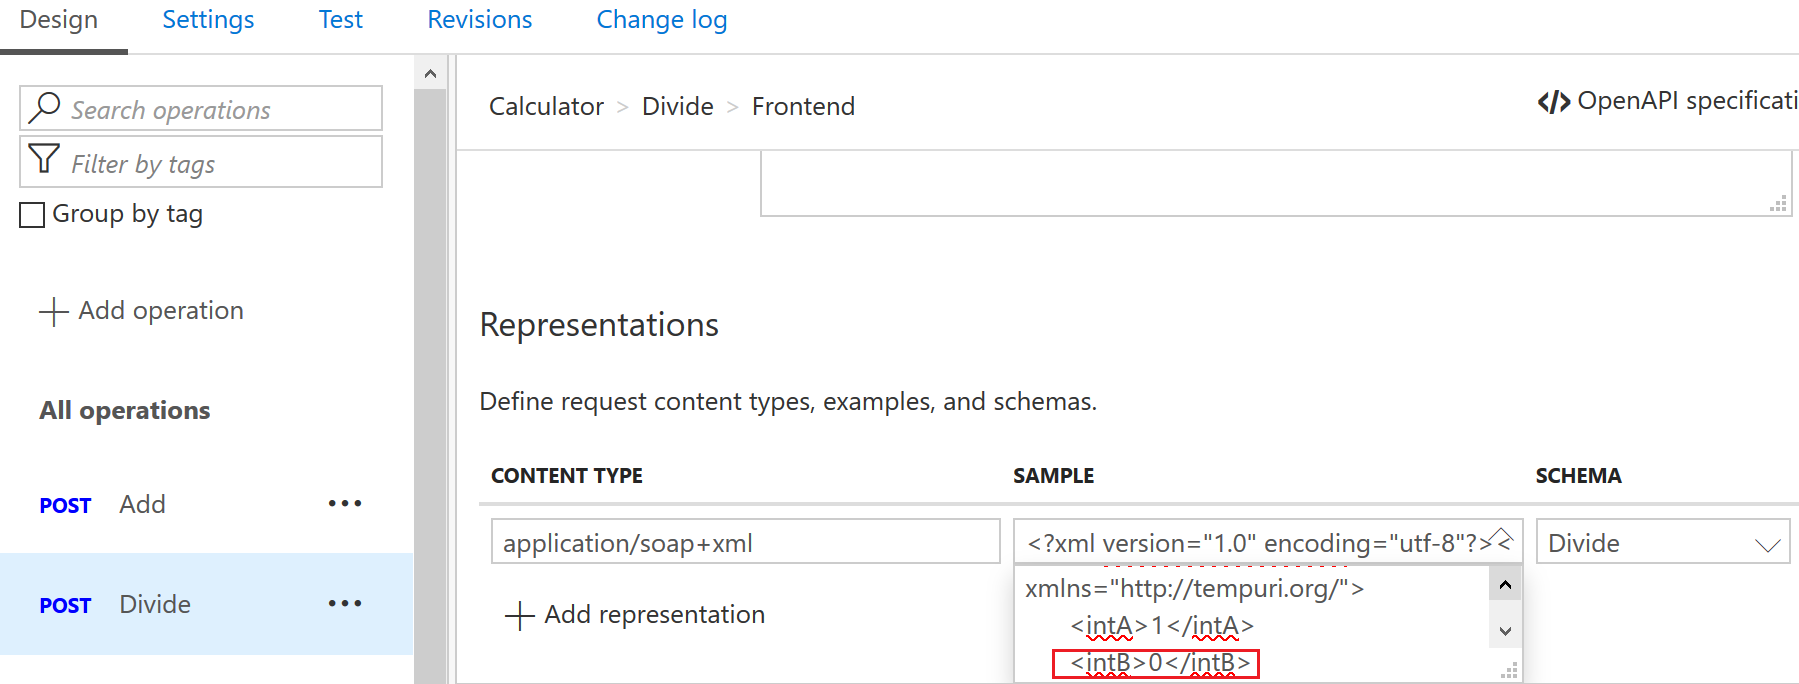 Design Settings Test Revisions Change log
Search operations
Filter by tags
Group by tag
Add operation
All operations
POST Add •••
POST Divide •••
Calculator > Divide > Frontend
</> OpenAPI specificati
Representations
Define request content types, examples, and schemas.
CONTENT TYPE SAMPLE SCHEMA
application/soap+xml <?xml version="1.0" encoding="utf-8"?>< Divide
xmlns="http://tempuri.org/">
<intA>1</intA>
<intB>0</intB>
Add representation